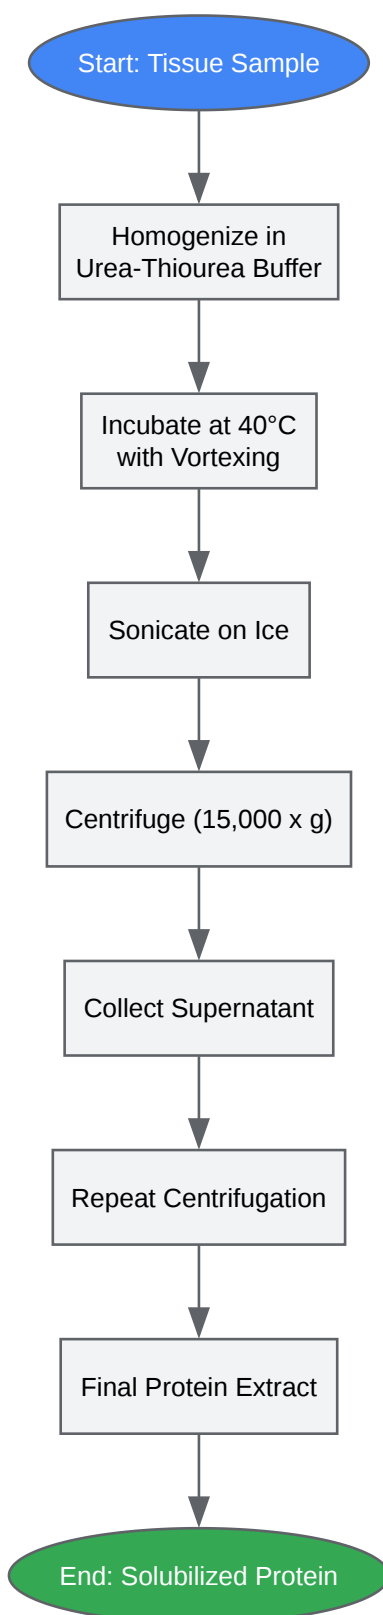 Start: Tissue Sample
Homogenize in
Urea-Thiourea Buffer
Incubate at 40°C
with Vortexing
Sonicate on Ice
Centrifuge (15,000 x g)
Collect Supernatant
Repeat Centrifugation
Final Protein Extract
End: Solubilized Protein